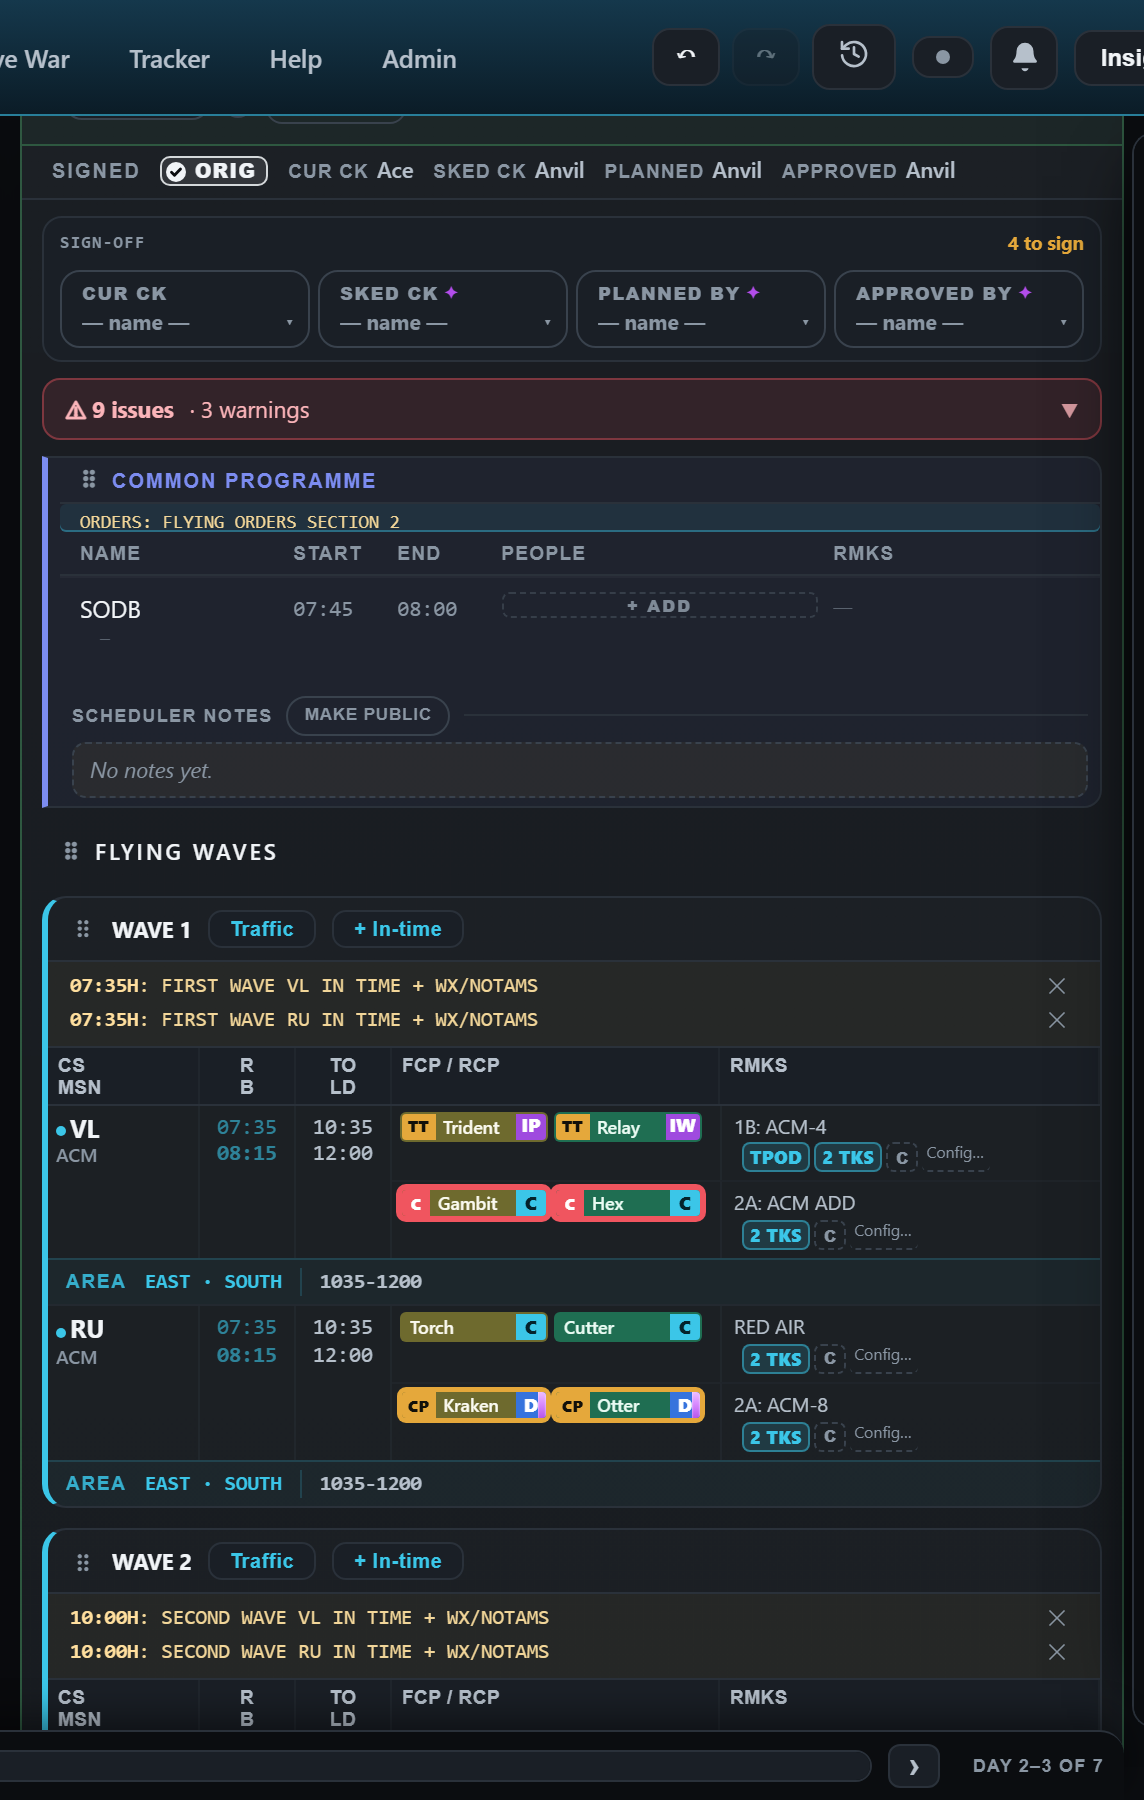 ve War Tracker Help Admin Insi
SIGNED ORIG CUR CK Ace SKED CK Anvil PLANNED Anvil APPROVED Anvil
SIGN-OFF 4 to sign
CUR CK SKED CK PLANNED BY APPROVED BY
— name — — name — — name — — name —
9 issues · 3 warnings
COMMON PROGRAMME
ORDERS: FLYING ORDERS SECTION 2
NAME START END PEOPLE RMKS
SODB 07:45 08:00 + ADD —
—
SCHEDULER NOTES MAKE PUBLIC
No notes yet.
FLYING WAVES
WAVE 1 Traffic + In-time
07:35H: FIRST WAVE VL IN TIME + WX/NOTAMS
07:35H: FIRST WAVE RU IN TIME + WX/NOTAMS
CS R TO FCP / RCP RMKS
MSN B LD
VL 07:35 10:35 TT Trident IP TT Relay IW 1B: ACM-4
ACM 08:15 12:00 TPOD 2 TKS C Config...
C Gambit C C Hex C 2A: ACM ADD
2 TKS C Config...
AREA EAST · SOUTH 1035-1200
RU 07:35 10:35 Torch C Cutter C RED AIR
ACM 08:15 12:00 2 TKS C Config...
CP Kraken D CP Otter D 2A: ACM-8
2 TKS C Config...
AREA EAST · SOUTH 1035-1200
WAVE 2 Traffic + In-time
10:00H: SECOND WAVE VL IN TIME + WX/NOTAMS
10:00H: SECOND WAVE RU IN TIME + WX/NOTAMS
CS R TO FCP / RCP RMKS
MSN B LD
DAY 2–3 OF 7